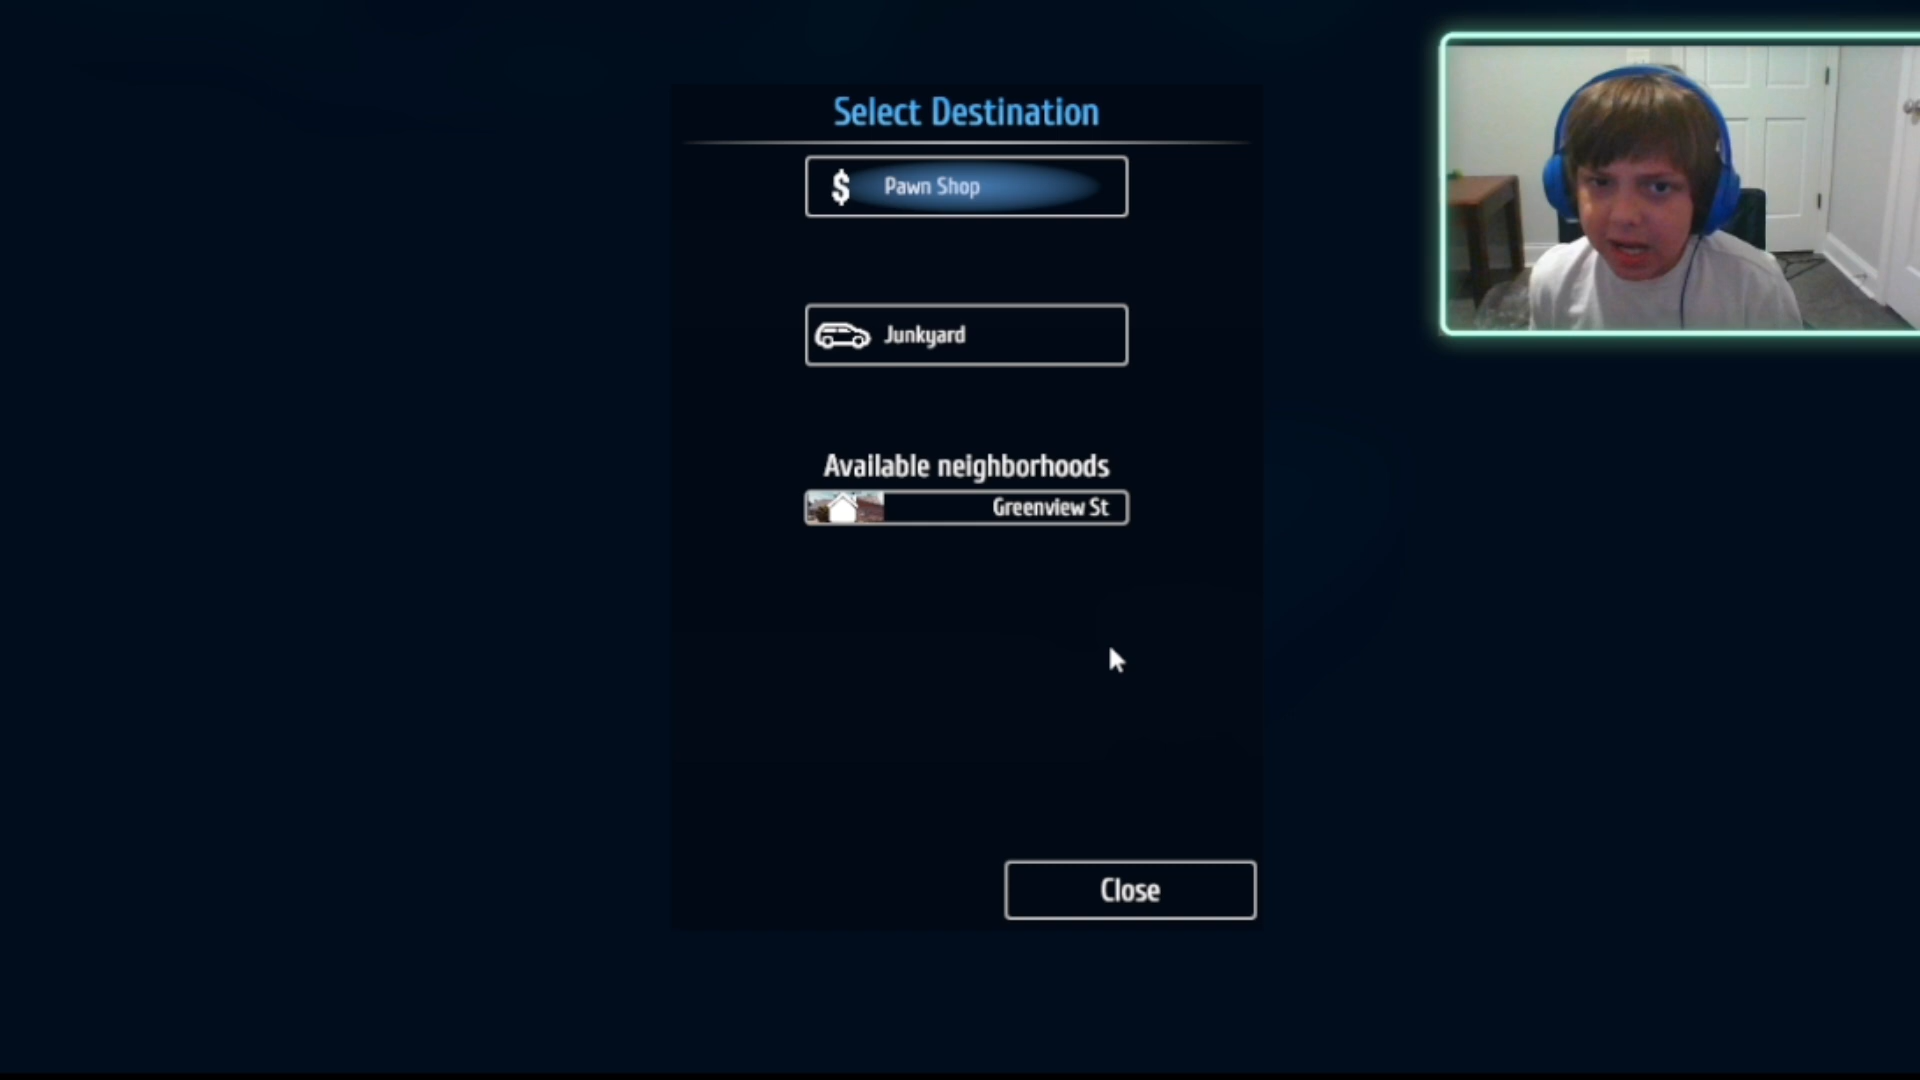 Select Destination
$ Pawn Shop
Junkyard
Available neighborhoods
Greenview St
Close